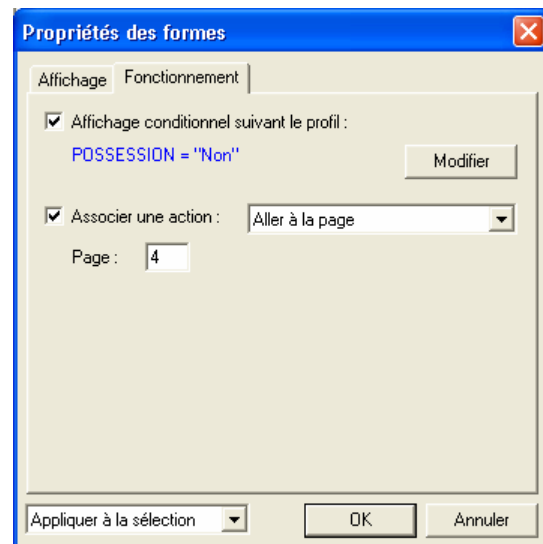 Propriétés des formes
Affichage Fonctionnement
Affichage conditionnel suivant le profil :
POSSESSION = "Non"
Modifier
Associer une action : Aller à la page
Page : 4
Appliquer à la sélection OK Annuler